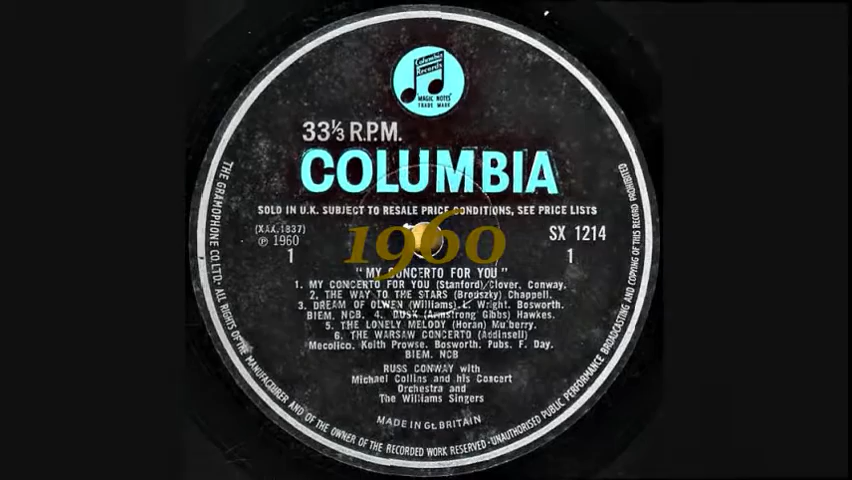 Columbia
Records
"MAGIC NOTES"
TRADE MARK
33⅓ R.P.M.
COLUMBIA
SOLD IN U.K. SUBJECT TO RESALE PRICE CONDITIONS, SEE PRICE LISTS
(XAX.1837)
℗ 1960
1
SX 1214
1
1960
"MY CONCERTO FOR YOU"
1. MY CONCERTO FOR YOU (Stanford) Clover, Conway.
2. THE WAY TO THE STARS (Brouszky) Chappell.
3. DREAM OF OLWEN (Williams) L. Wright. Bosworth.
BIEM. NCB. 4. DUSK (Armstrong Gibbs) Hawkes.
5. THE LONELY MELODY (Horan) Mu berry.
6. THE WARSAW CONCERTO (Addinsell)
Mecolico. Keith Prowse. Bosworth. Pubs. F. Day.
BIEM. NCB
RUSS CONWAY with
Michael Collins and his Concert
Orchestra and
The Williams Singers
MADE IN Gt. BRITAIN
THE GRAMOPHONE CO. LTD. · ALL RIGHTS OF THE MANUFACTURER AND OF THE OWNER OF THE RECORDED WORK RESERVED · UNAUTHORISED PUBLIC PERFORMANCE BROADCASTING AND COPYING OF THIS RECORD PROHIBITED